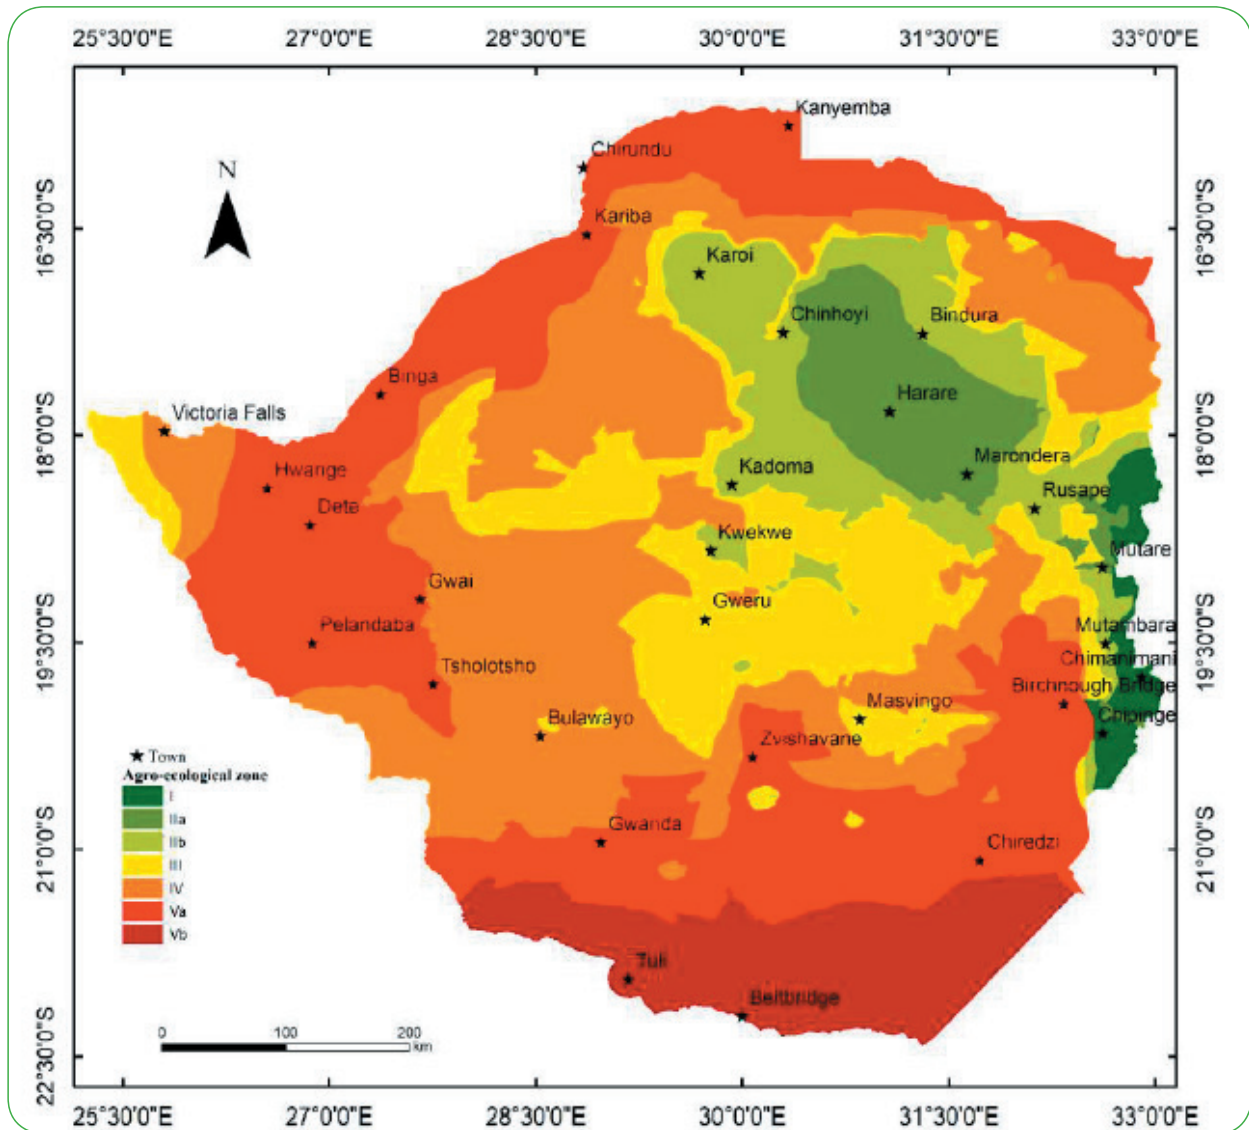 25°30'0"E 27°0'0"E 28°30'0"E 30°0'0"E 31°30'0"E 33°0'0"E
Kanyemba
Chirundu
N
Kariba
16°30'0"S
16°30'0"S
Karoi
Chinhoyi
Bindura
Binga
Harare
Victoria Falls
18°0'0"S
18°0'0"S
Marondera
Kadoma
Hwange
Rusape
Dete
Kwekwe
Mutare
Gwai
Gweru
Pelandaba
Mutambara
19°30'0"S
19°30'0"S
Chimanimani
Tsholotsho
Birchnough Bridge
Masvingo
Chipinge
Bulawayo
Zvishavane
Town
Agro-ecological zone
I
IIa
IIb
III
IV
Va
Vb
Gwanda
Chiredzi
21°0'0"S
21°0'0"S
Tuli
Beitbridge
0 100 200
km
22°30'0"S
22°30'0"S
25°30'0"E 27°0'0"E 28°30'0"E 30°0'0"E 31°30'0"E 33°0'0"E